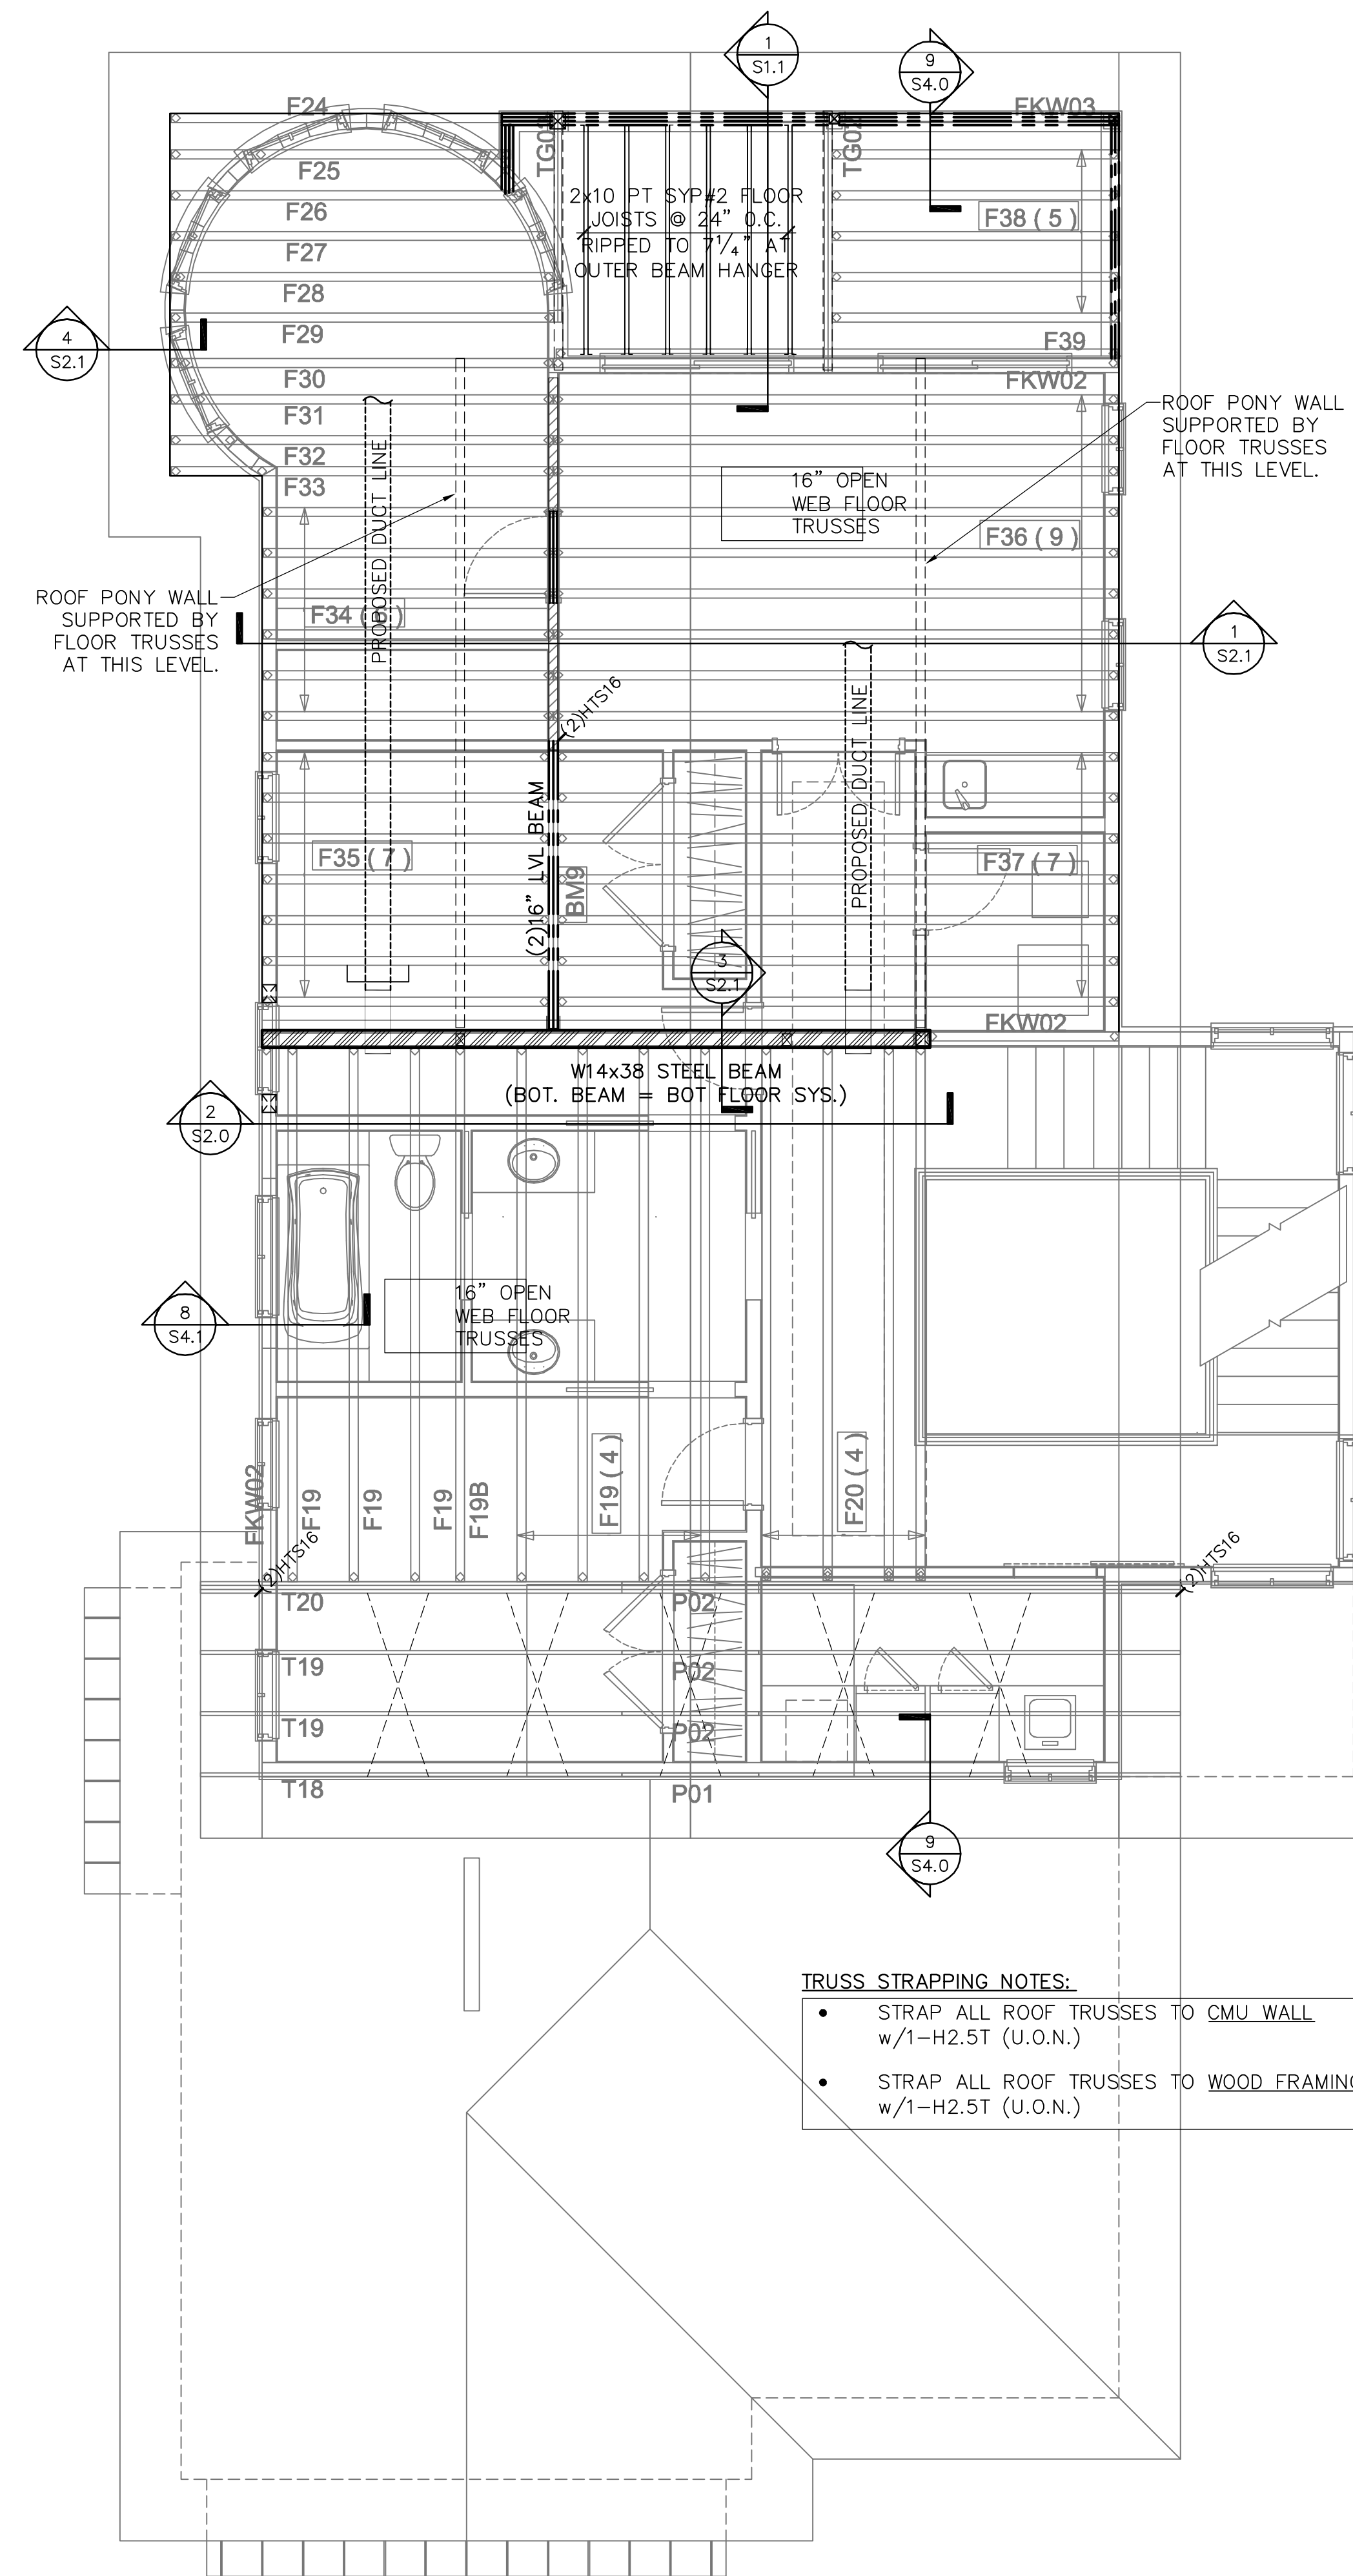 1
S1.1
9
S4.0
F24
FKW03
TG02
F25
F26
2x10 PT SYP#2 FLOOR
JOISTS @ 24" O.C.
RIPPED TO 7 1/4" AT
OUTER BEAM HANGER
F38 ( 5 )
F27
F28
F29
F39
4
S2.1
F30
FKW02
F31
ROOF PONY WALL
SUPPORTED BY
FLOOR TRUSSES
AT THIS LEVEL.
F32
F33
PROPOSED DUCT LINE
16" OPEN
WEB FLOOR
TRUSSES
F36 ( 9 )
ROOF PONY WALL
SUPPORTED BY
FLOOR TRUSSES
AT THIS LEVEL.
1
S2.1
(2)HTS16
PROPOSED DUCT LINE
(2)16" LVL BEAM
BM9
F35 ( 7 )
F37 ( 7 )
3
S2.1
FKW02
W14x38 STEEL BEAM
(BOT. BEAM = BOT FLOOR SYS.)
2
S2.0
8
S4.1
16" OPEN
WEB FLOOR
TRUSSES
FKW02
F19
F19
F19
F19B
F19 ( 4 )
F20 ( 4 )
(2)HTS16
(2)HTS16
T20
P02
T19
P02
T19
P02
T18
P01
9
S4.0
TRUSS STRAPPING NOTES:
• STRAP ALL ROOF TRUSSES TO CMU WALL
w/1-H2.5T (U.O.N.)
• STRAP ALL ROOF TRUSSES TO WOOD FRAMING
w/1-H2.5T (U.O.N.)